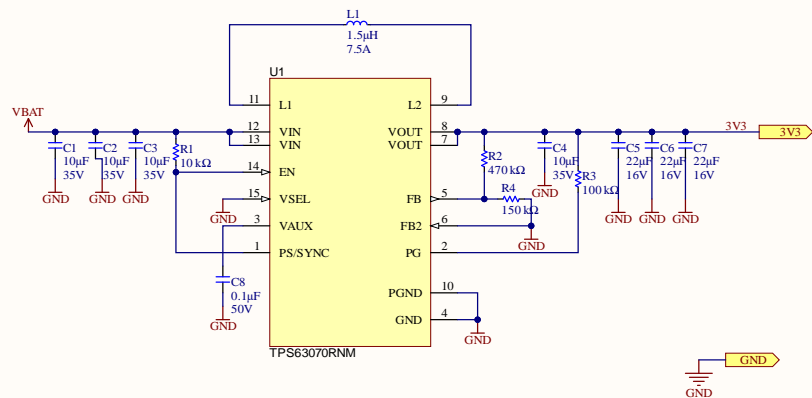 L1
1.5µH
7.5A
U1
VBAT
11
L1
L2
9
12
VIN
VOUT
8
13
VIN
VOUT
7
3V3
3V3
C1
10µF
35V
C2
10µF
35V
C3
10µF
35V
R1
10 kΩ
14
EN
R2
470 kΩ
C4
10µF
35V
R3
100 kΩ
C5
22µF
16V
C6
22µF
16V
C7
22µF
16V
GND
GND
GND
15
VSEL
FB
5
R4
150 kΩ
GND
GND
GND
GND
GND
3
VAUX
FB2
6
GND
1
PS/SYNC
PG
2
C8
0.1µF
50V
GND
PGND
10
GND
4
GND
TPS63070RNM
GND
GND